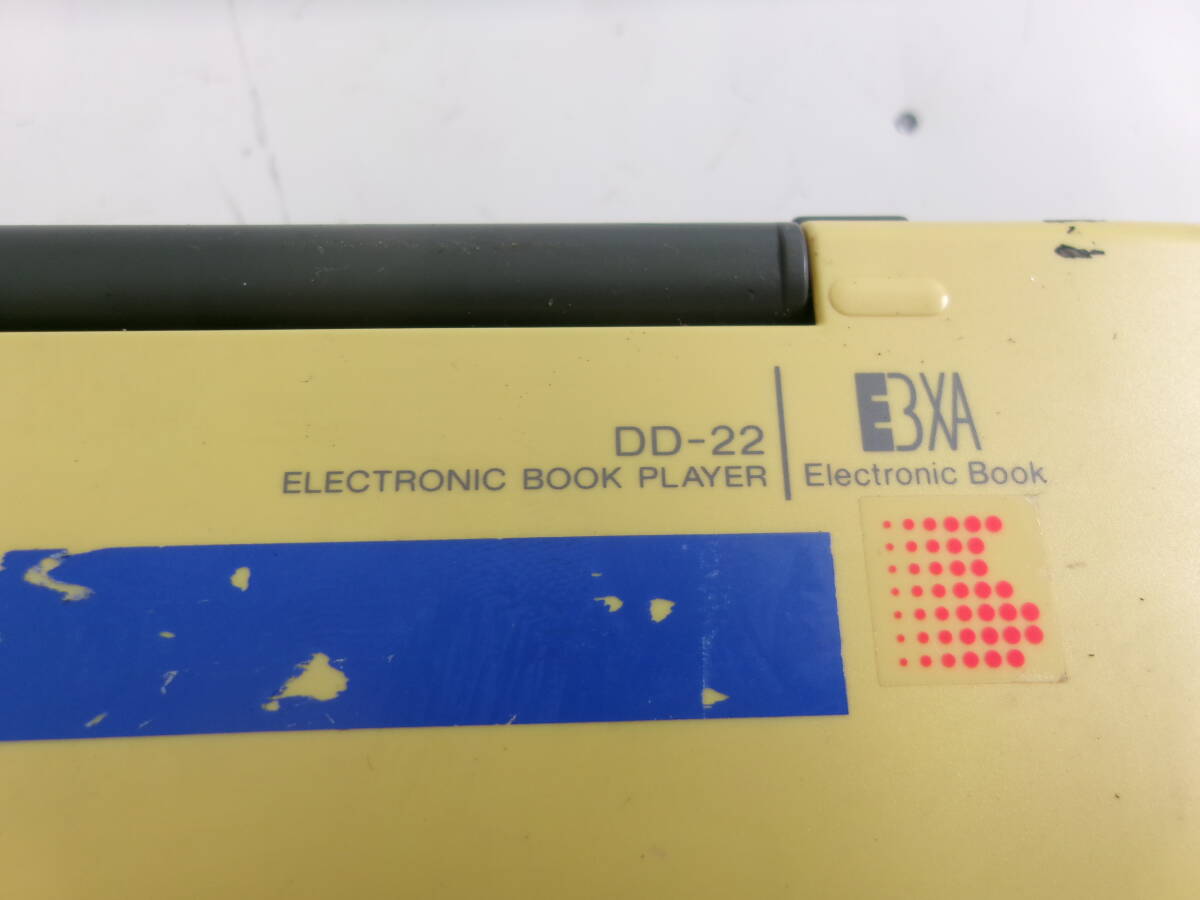 DD-22
ELECTRONIC BOOK PLAYER
EBXA
Electronic Book